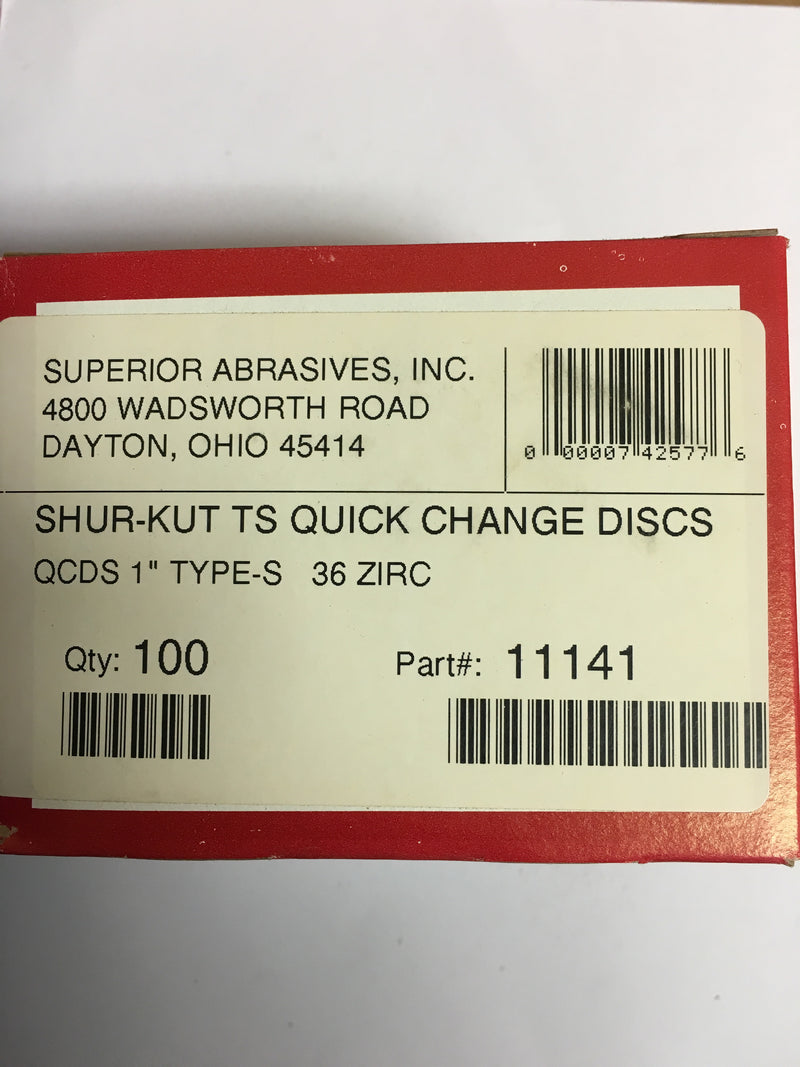 SUPERIOR ABRASIVES, INC.
4800 WADSWORTH ROAD
DAYTON, OHIO 45414
0 00007 42577 6
SHUR-KUT TS QUICK CHANGE DISCS
QCDS 1" TYPE-S 36 ZIRC
Qty: 100
Part#: 11141